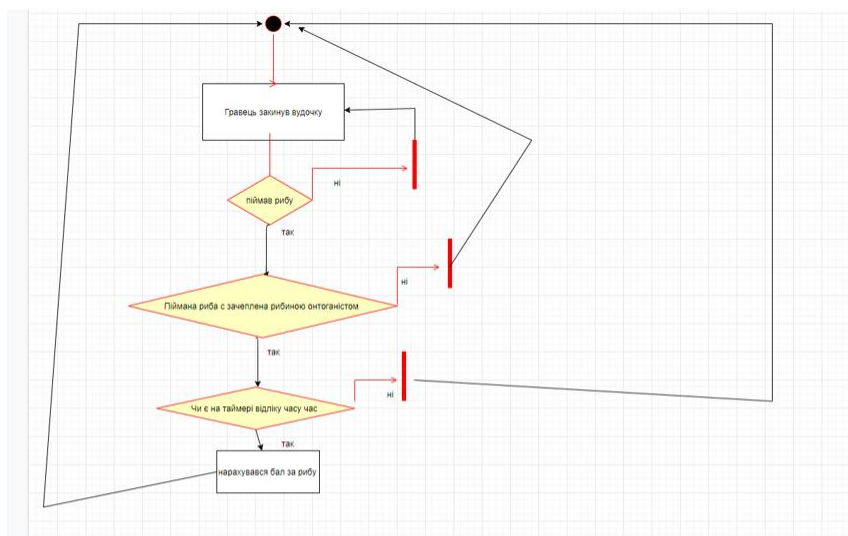 Гравець закинув вудочку
піймав рибу
ні
так
ні
Піймана риба с зачеплена рибиною онтоганістом
так
Чи є на таймері відліку часу час
ні
так
нарахувався бал за рибу